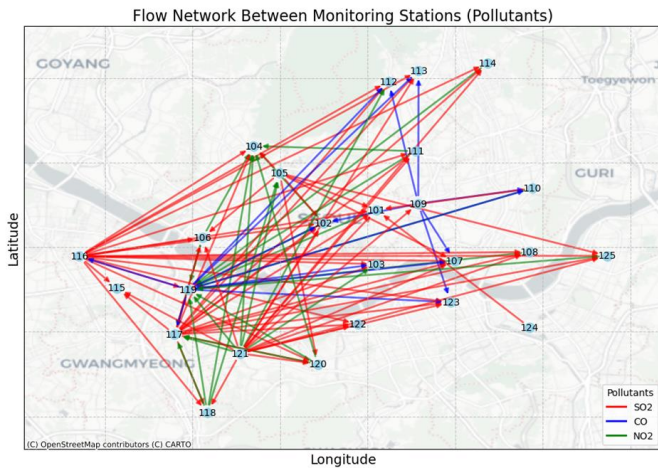 Flow Network Between Monitoring Stations (Pollutants)
GOYANG
114
113
112
Toegyewon
104
111
105
GURI
110
109
101
102
106
116
108
125
107
103
119
115
123
122
124
117
GWANGMYEONG
121
120
118
Latitude
Pollutants
SO2
CO
NO2
(C) OpenStreetMap contributors (C) CARTO
Longitude